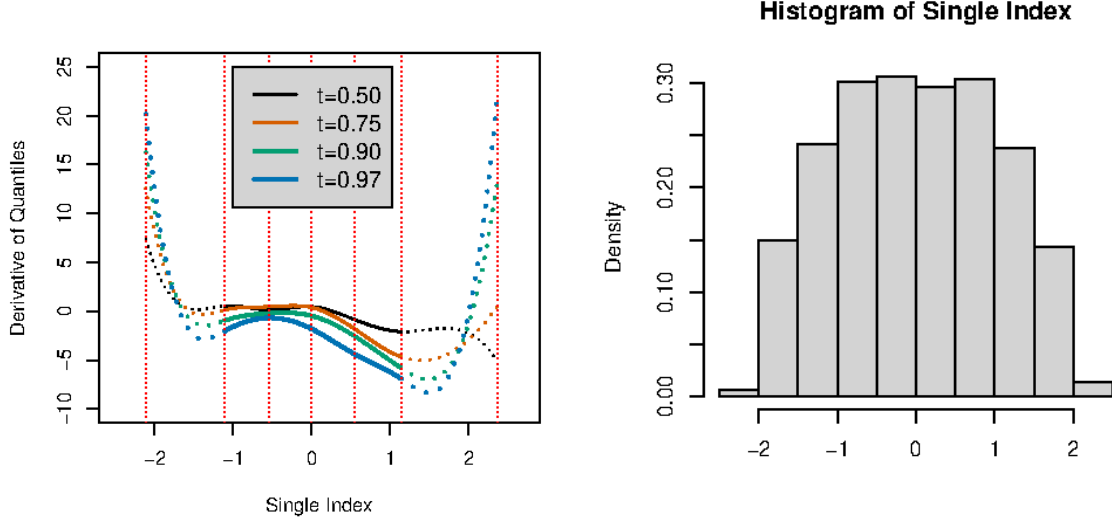 Histogram of Single Index
Derivative of Quantiles
25
20
15
10
5
0
−5
−10
t=0.50
t=0.75
t=0.90
t=0.97
−2
−1
0
1
2
Single Index
Density
0.30
0.20
0.10
0.00
−2
−1
0
1
2